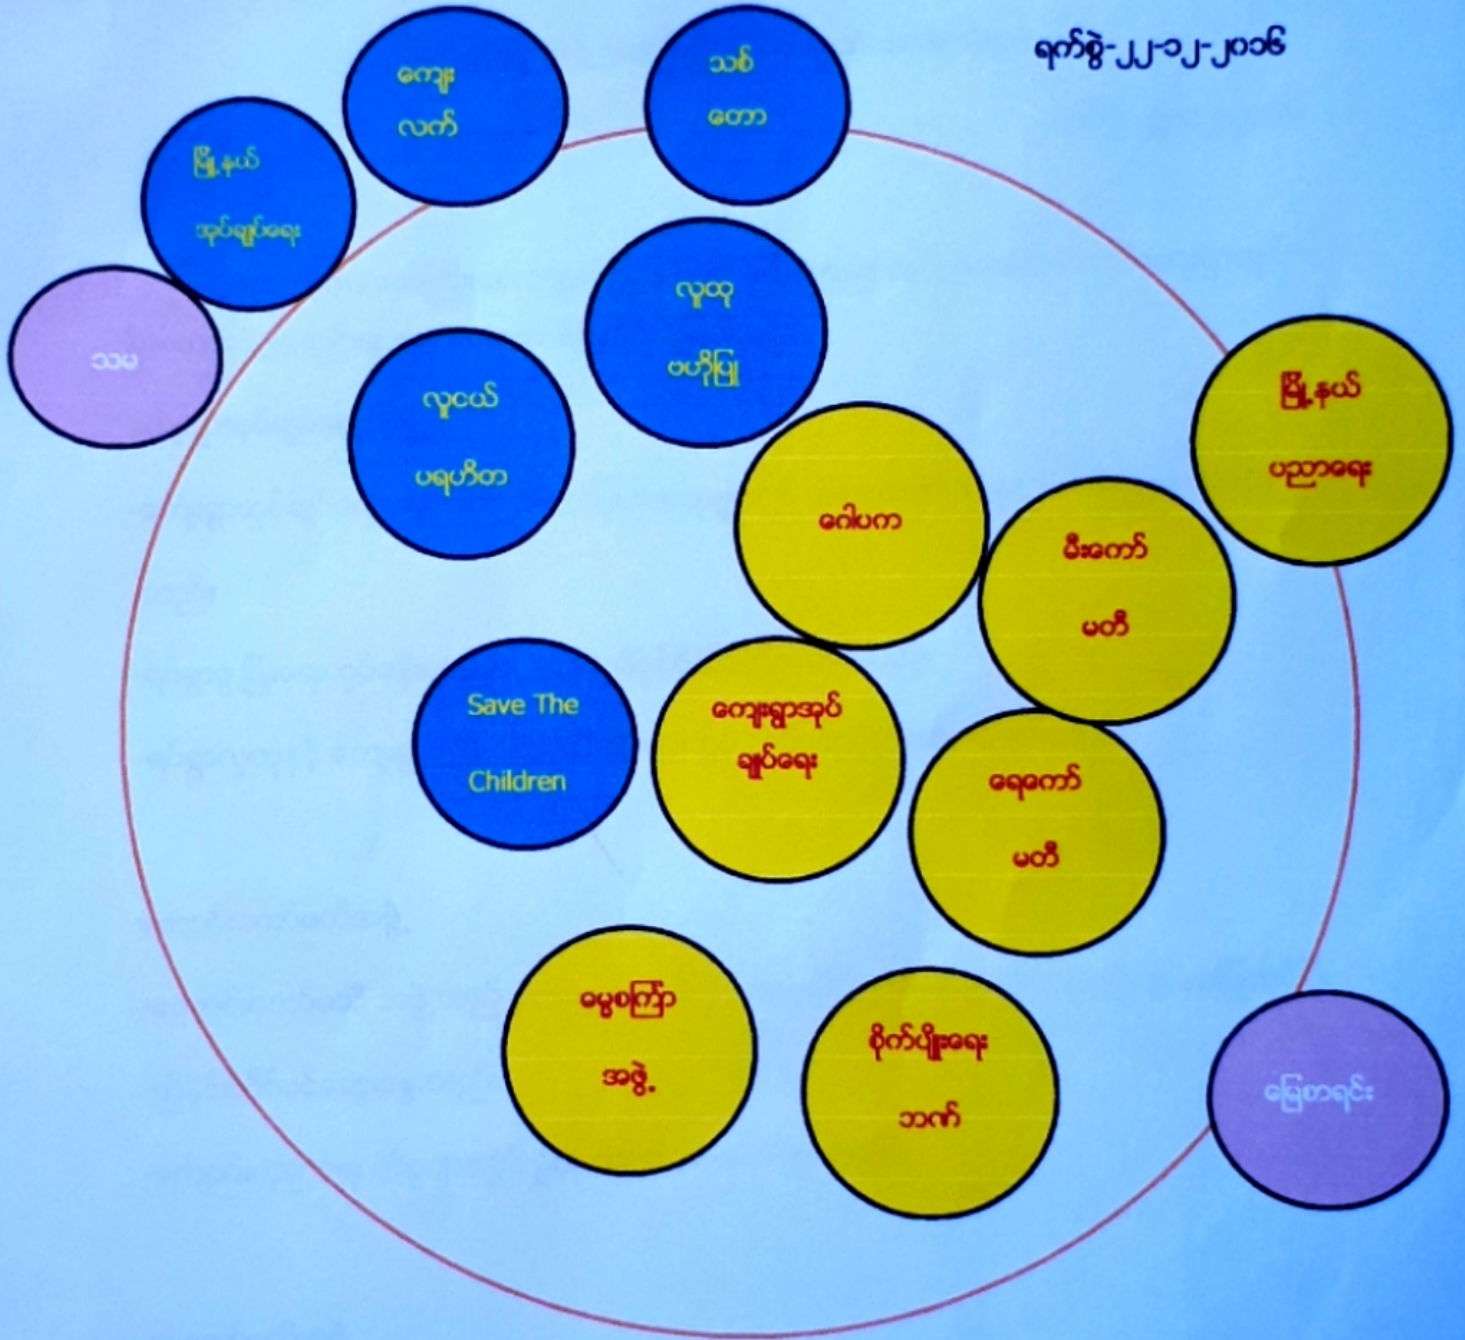 ရက်စွဲ-၂၂-၁၂-၂၀၁၆
ကျေး
လက်
သစ်
တော
မြို့နယ်
အုပ်ချုပ်ရေး
သမ
လူထု
ဗဟိုပြု
လူငယ်
ပရဟိတ
မြို့နယ်
ပညာရေး
ဂေါပက
မီးကော်
မတီ
Save The
Children
ကျေးရွာအုပ်
ချုပ်ရေး
ရေကော်
မတီ
မွေစင်္ကြာ
အဖွဲ့
စိုက်ပျိုးရေး
ဘဏ်
မြေစာရင်း